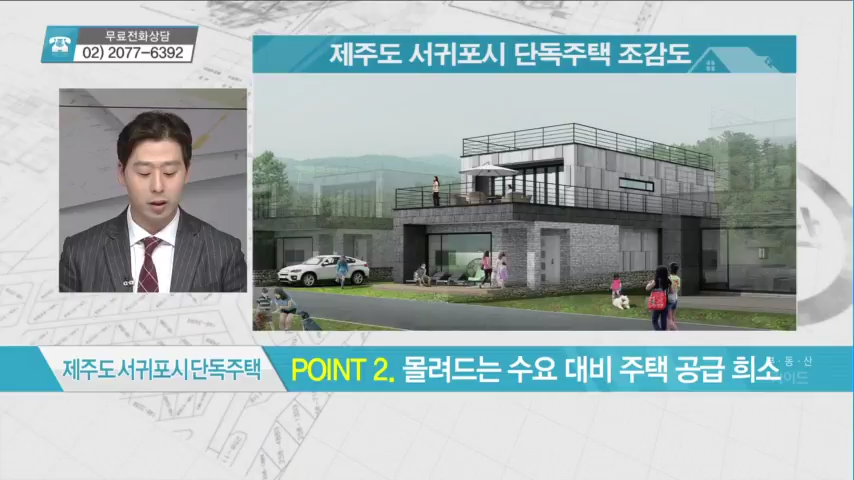 무료전화상담
02) 2077-6392
제주도 서귀포시 단독주택 조감도
제주도 서귀포시 단독주택
POINT 2. 몰려드는 수요 대비 주택 공급 희소